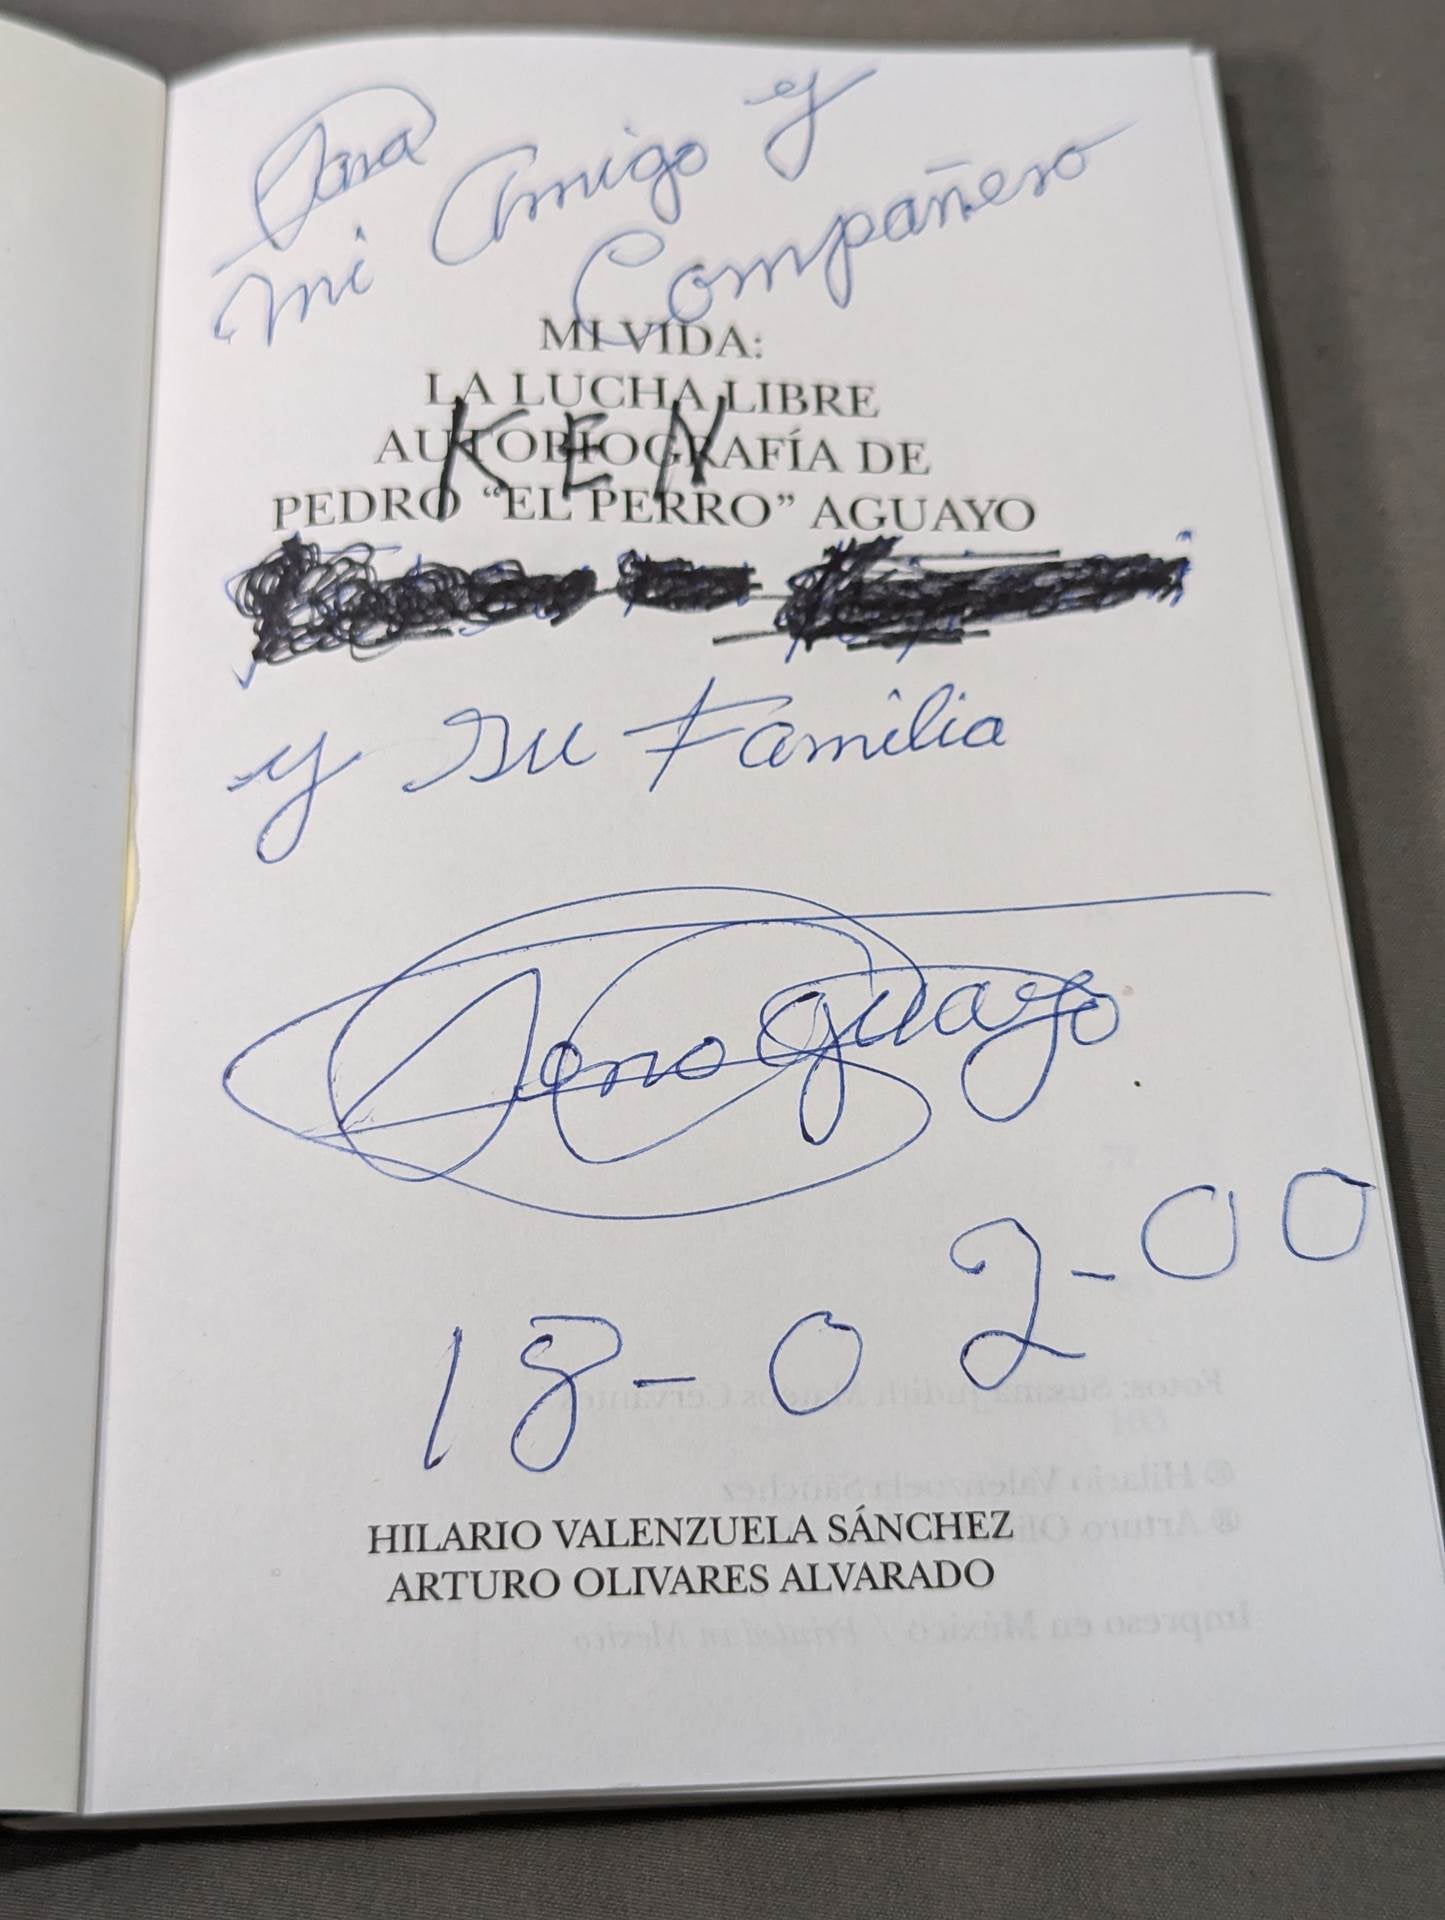 Para
mi Amigo y
Compañero
MI VIDA:
LA LUCHA LIBRE
AUTOBIOGRAFÍA DE
KEN
PEDRO “EL PERRO” AGUAYO
y su Familia
Aguayo
18-02-00
HILARIO VALENZUELA SÁNCHEZ
ARTURO OLIVARES ALVARADO